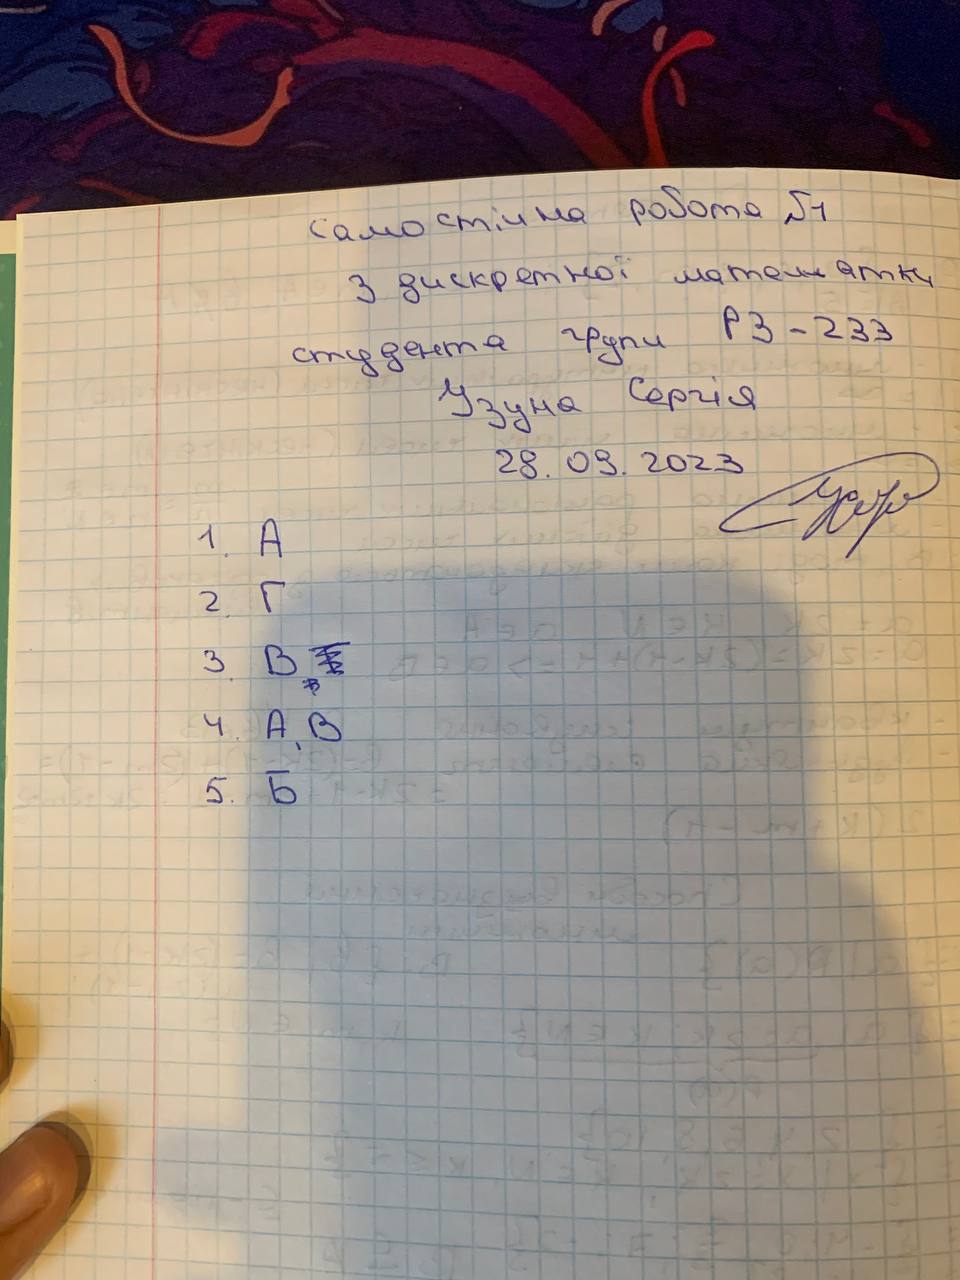 Самостійна робота №1
З дискретної математики
студента групи РЗ-233
Узуна Сергія
28.09.2023
1. А
2. Г
3. В
4. А, В
5. Б